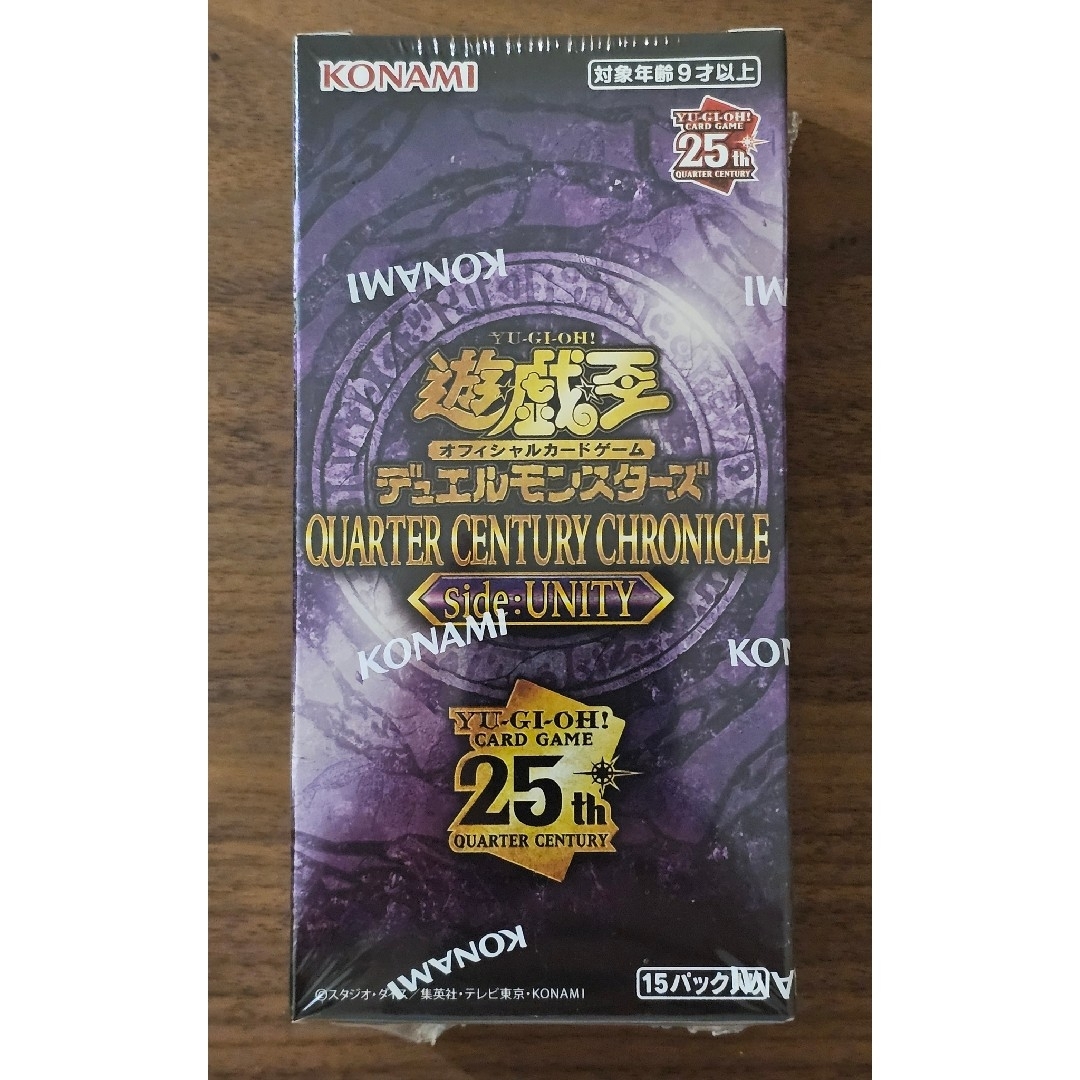 KONAMI
対象年齢9才以上
YU-GI-OH!
CARD GAME
25th
QUARTER CENTURY
KONAMI
YU-GI-OH!
遊☆戯☆王
オフィシャルカードゲーム
デュエルモンスターズ
QUARTER CENTURY CHRONICLE
side:UNITY
KONAMI
KO
YU-GI-OH!
CARD GAME
25th
QUARTER CENTURY
KONAMI
15パック
©スタジオ・ダイス/集英社・テレビ東京・KONAMI